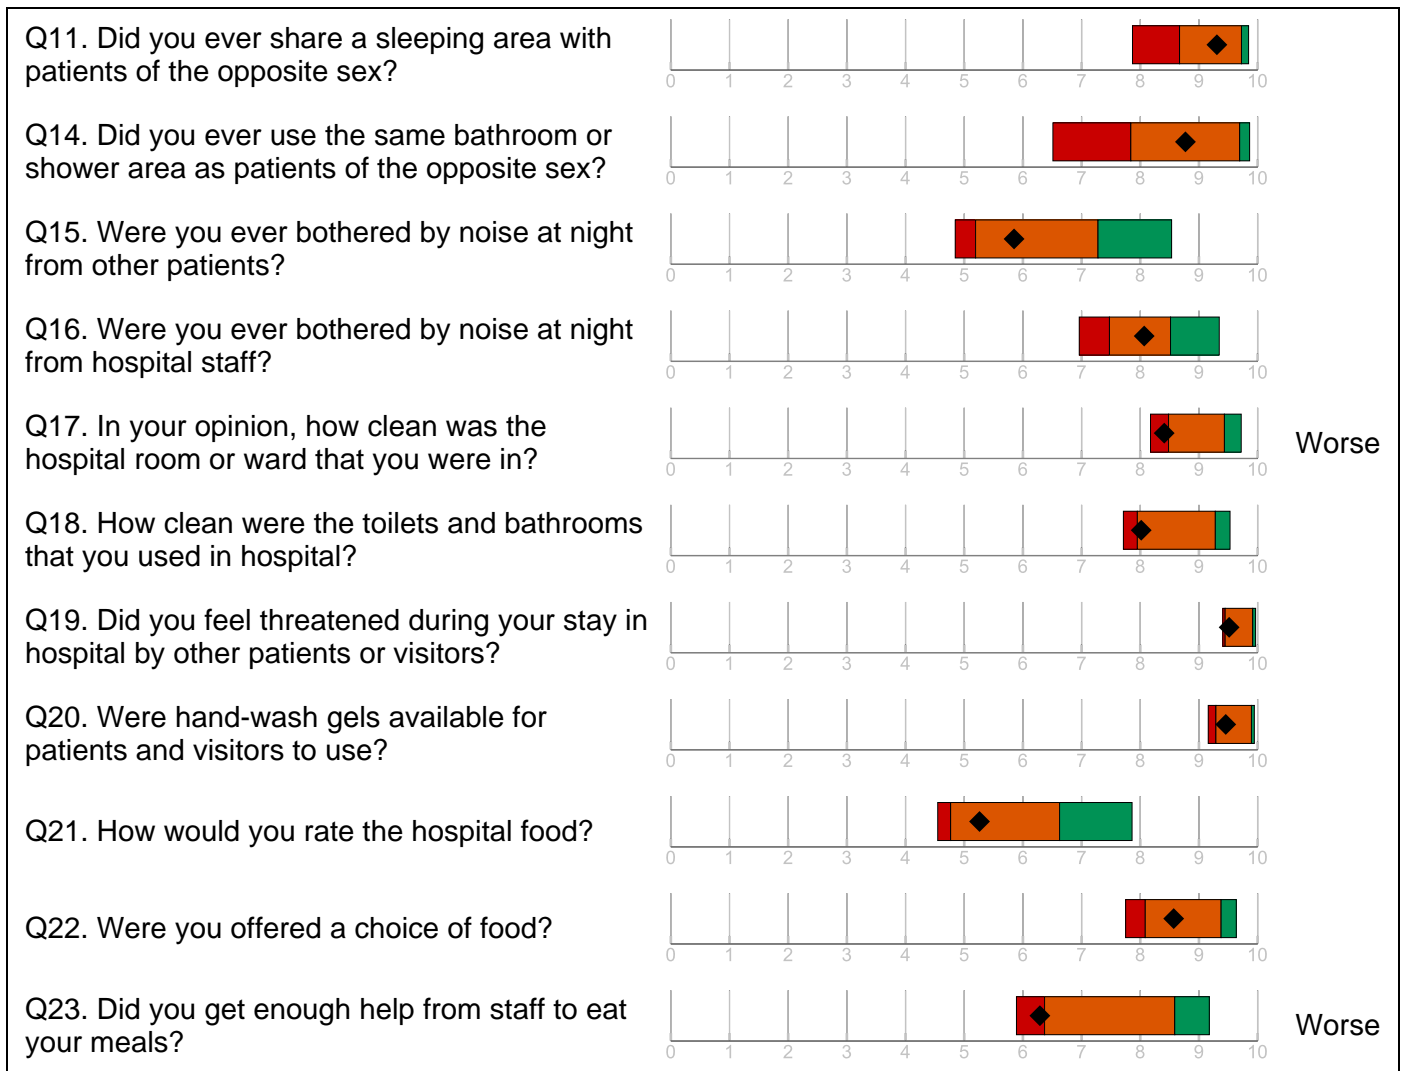 Q11. Did you ever share a sleeping area with
patients of the opposite sex?
0 1 2 3 4 5 6 7 8 9 10
Q14. Did you ever use the same bathroom or
shower area as patients of the opposite sex?
0 1 2 3 4 5 6 7 8 9 10
Q15. Were you ever bothered by noise at night
from other patients?
0 1 2 3 4 5 6 7 8 9 10
Q16. Were you ever bothered by noise at night
from hospital staff?
0 1 2 3 4 5 6 7 8 9 10
Q17. In your opinion, how clean was the
hospital room or ward that you were in?
Worse
0 1 2 3 4 5 6 7 8 9 10
Q18. How clean were the toilets and bathrooms
that you used in hospital?
0 1 2 3 4 5 6 7 8 9 10
Q19. Did you feel threatened during your stay in
hospital by other patients or visitors?
0 1 2 3 4 5 6 7 8 9 10
Q20. Were hand-wash gels available for
patients and visitors to use?
0 1 2 3 4 5 6 7 8 9 10
Q21. How would you rate the hospital food?
0 1 2 3 4 5 6 7 8 9 10
Q22. Were you offered a choice of food?
0 1 2 3 4 5 6 7 8 9 10
Q23. Did you get enough help from staff to eat
your meals?
Worse
0 1 2 3 4 5 6 7 8 9 10